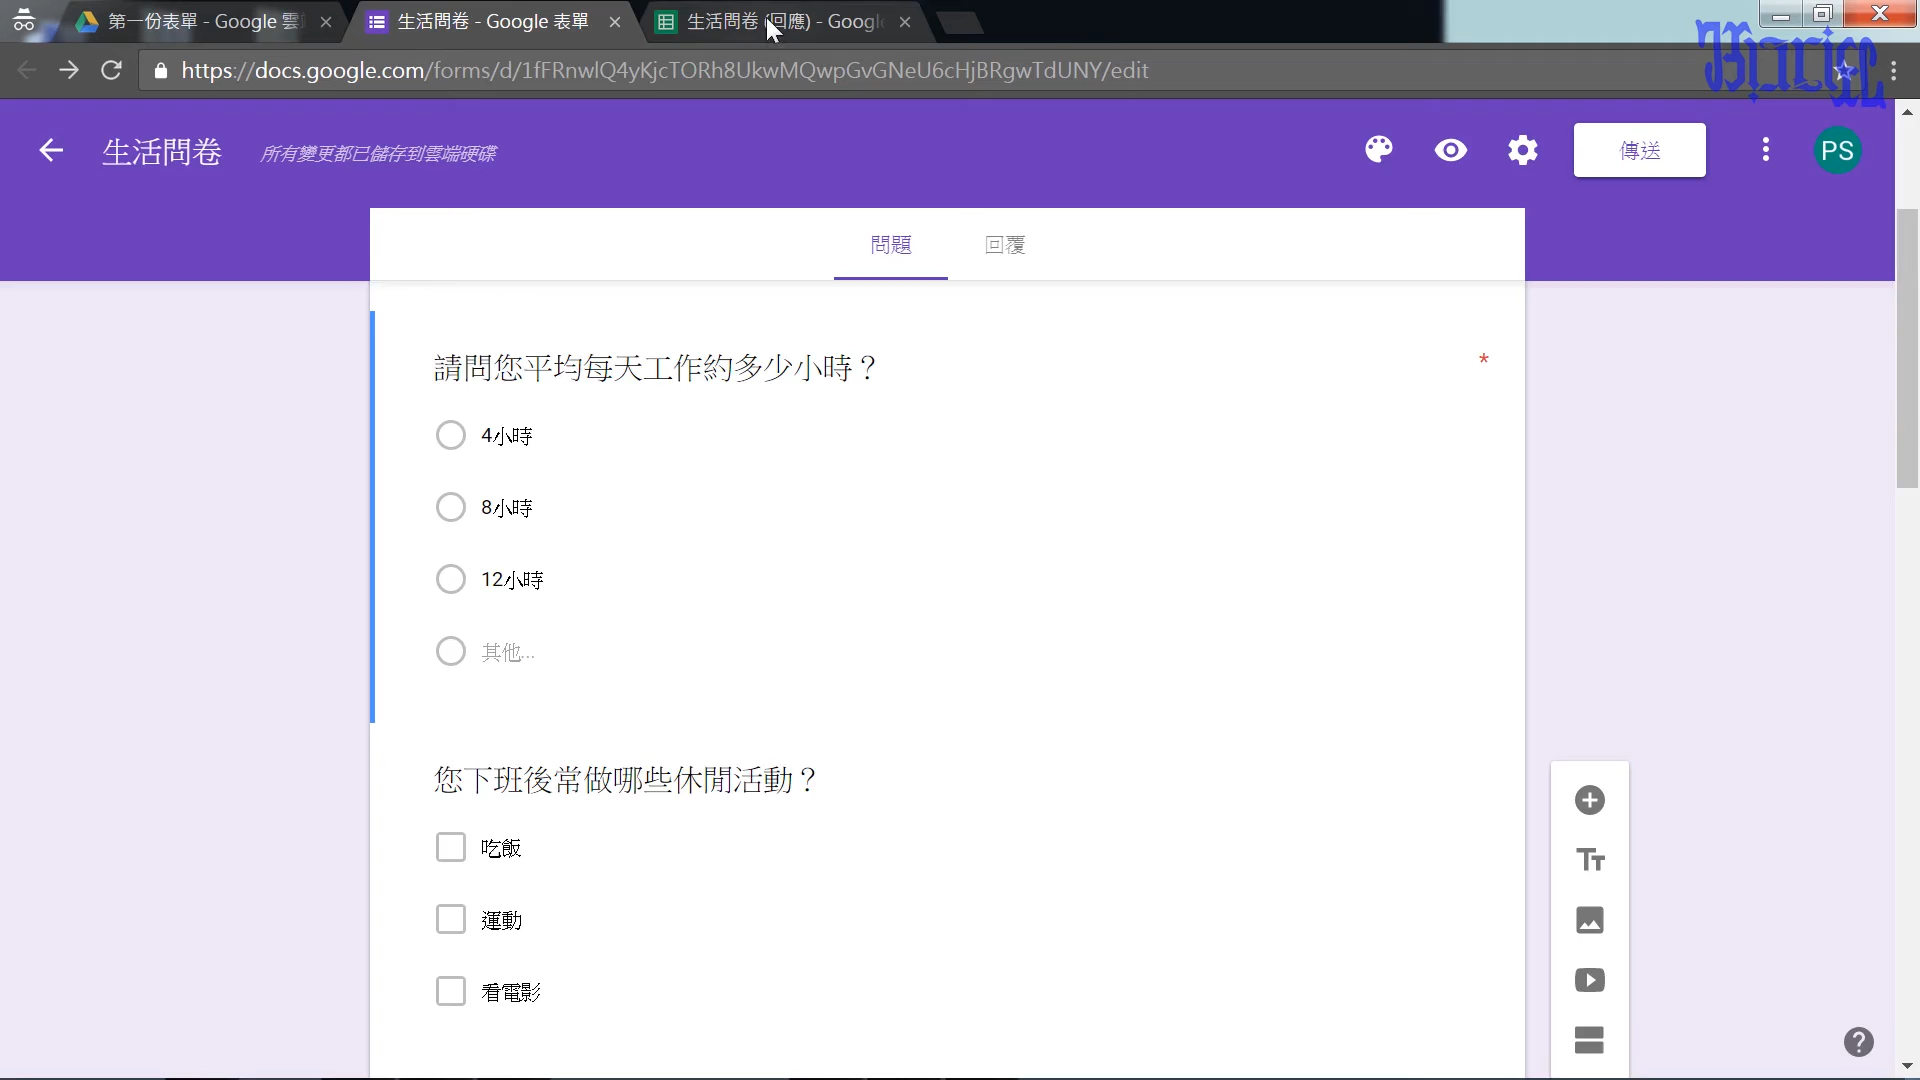 第一份表單 - Google 雲
生活問卷 - Google 表單
生活問卷 (回應) - Googl
https://docs.google.com/forms/d/1fFRnwlQ4yKjcTORh8UkwMQwpGvGNeU6cHjBRgwTdUNY/edit
生活問卷
所有變更都已儲存到雲端硬碟
傳送
PS
問題
回覆
請問您平均每天工作約多少小時？
*
4小時
8小時
12小時
其他...
您下班後常做哪些休閒活動？
吃飯
運動
看電影